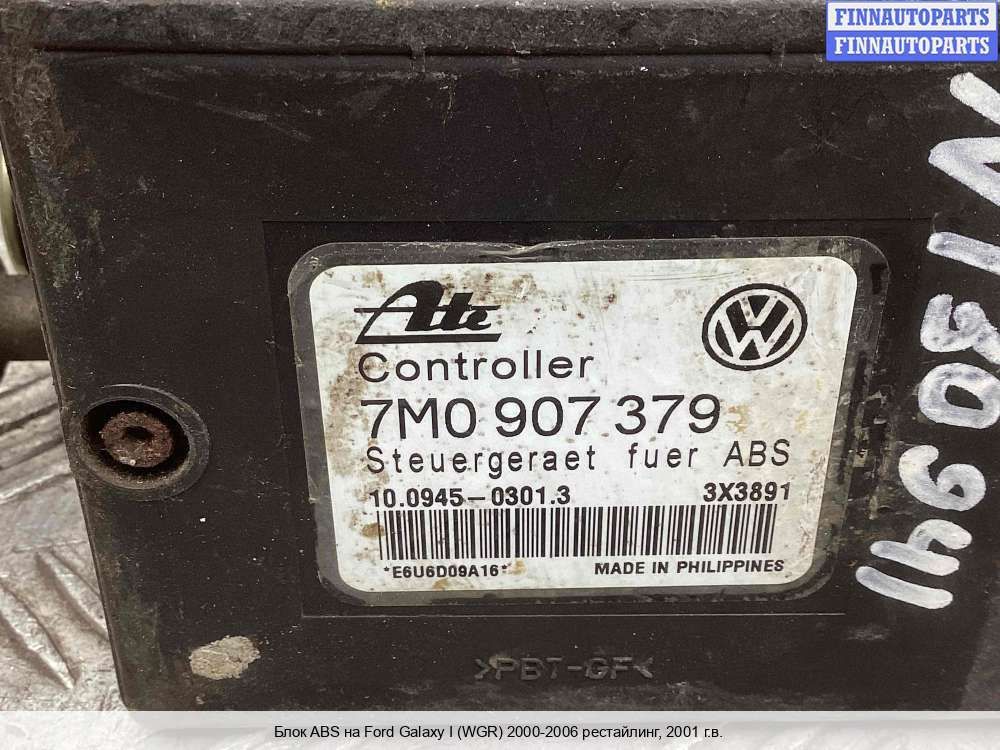 FINNAUTOPARTS
FINNAUTOPARTS
Ate
Controller
7M0 907 379
Steuergeraet fuer ABS
10.0945-0301.3 3X3891
*E6U6D09A16* MADE IN PHILIPPINES
>PBT-GF<
Блок ABS на Ford Galaxy I (WGR) 2000-2006 рестайлинг, 2001 г.в.